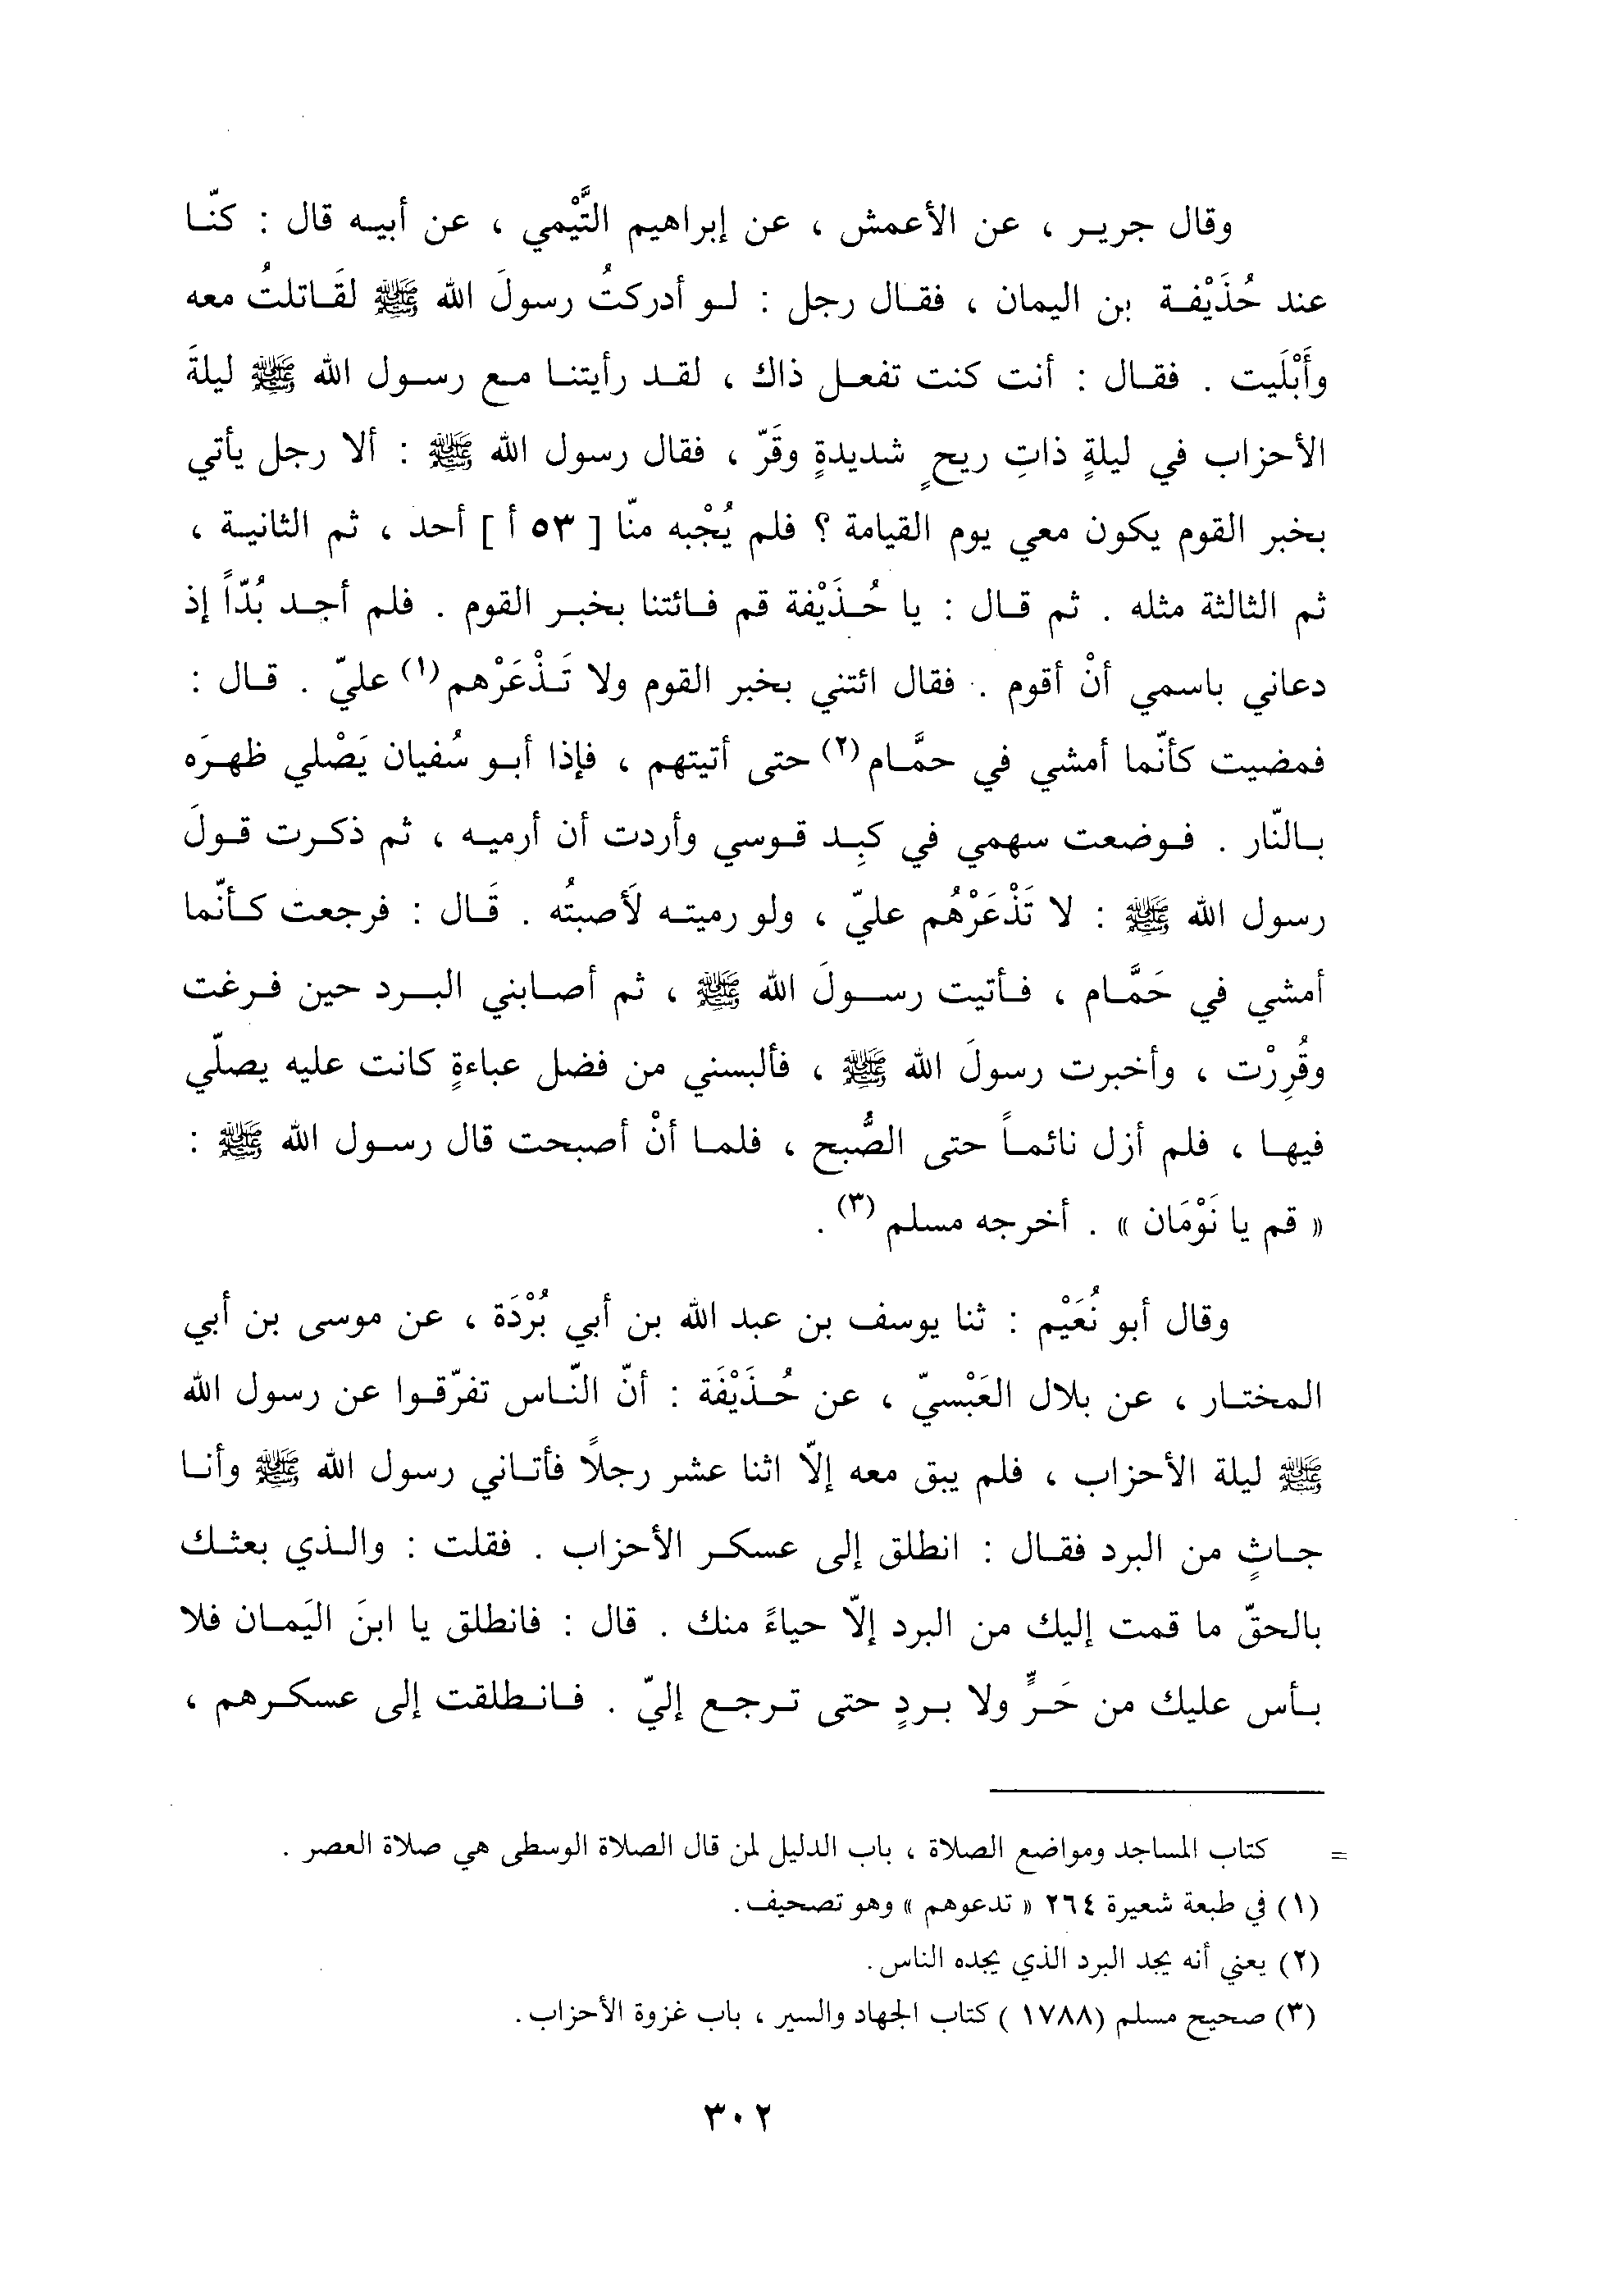 وقال جرير ، عن الأعمش ، عن إبراهيم التَّيْمي ، عن أبيه قال : كنّا
عند حُذَيْفة بن اليمان ، فقال رجل : لو أدركتُ رسولَ الله ﷺ لقَاتلتُ معه
وأَبْلَيت . فقال : أنت كنت تفعل ذاك ، لقد رأيتنا مع رسول الله ﷺ ليلةَ
الأحزاب في ليلةٍ ذاتِ ريحٍ شديدةٍ وقَرّ ، فقال رسول الله ﷺ : ألا رجل يأتي
بخبر القوم يكون معي يوم القيامة ؟ فلم يُجْبه منّا [ ٥٣ أ ] أحد ، ثم الثانية ،
ثم الثالثة مثله . ثم قال : يا حُذَيْفة قم فائتنا بخبر القوم . فلم أجد بُدّاً إذ
دعاني باسمي أنْ أقوم . فقال ائتني بخبر القوم ولا تَذْعَرْهم (١) عليّ . قال :
فمضيت كأنّما أمشي في حمَّام (٢) حتى أتيتهم ، فإذا أبو سُفيان يَصْلي ظهرَه
بالنّار . فوضعت سهمي في كبِد قوسي وأردت أن أرميه ، ثم ذكرت قولَ
رسول الله ﷺ : لا تَذْعَرْهُم عليّ ، ولو رميته لَأصبتُه . قَال : فرجعت كأنّما
أمشي في حَمَّام ، فأتيت رسولَ الله ﷺ ، ثم أصابني البرد حين فرغت
وقُرِرْت ، وأخبرت رسولَ الله ﷺ ، فألبسني من فضل عباءةٍ كانت عليه يصلّي
فيها ، فلم أزل نائماً حتى الصُّبح ، فلما أنْ أصبحت قال رسول الله ﷺ :
« قم يا نَوْمَان » . أخرجه مسلم (٣) .
وقال أبو نُعَيْم : ثنا يوسف بن عبد الله بن أبي بُرْدَة ، عن موسى بن أبي
المختار ، عن بلال العَبْسيّ ، عن حُذَيْفَة : أنّ النّاس تفرّقوا عن رسول الله
ﷺ ليلة الأحزاب ، فلم يبق معه إلّا اثنا عشر رجلاً فأتاني رسول الله ﷺ وأنا
جاثٍ من البرد فقال : انطلق إلى عسكر الأحزاب . فقلت : والذي بعثك
بالحقّ ما قمت إليك من البرد إلّا حياءً منك . قال : فانطلق يا ابنَ اليَمان فلا
بأس عليك من حَرٍّ ولا بردٍ حتى ترجع إليّ . فانطلقت إلى عسكرهم ،
= كتاب المساجد ومواضع الصلاة ، باب الدليل لمن قال الصلاة الوسطى هي صلاة العصر .
(١) في طبعة شعيرة ٢٦٤ « تدعوهم » وهو تصحيف.
(٢) يعني أنه يجد البرد الذي يجده الناس.
(٣) صحيح مسلم (١٧٨٨ ) كتاب الجهاد والسير ، باب غزوة الأحزاب.
٣٠٢